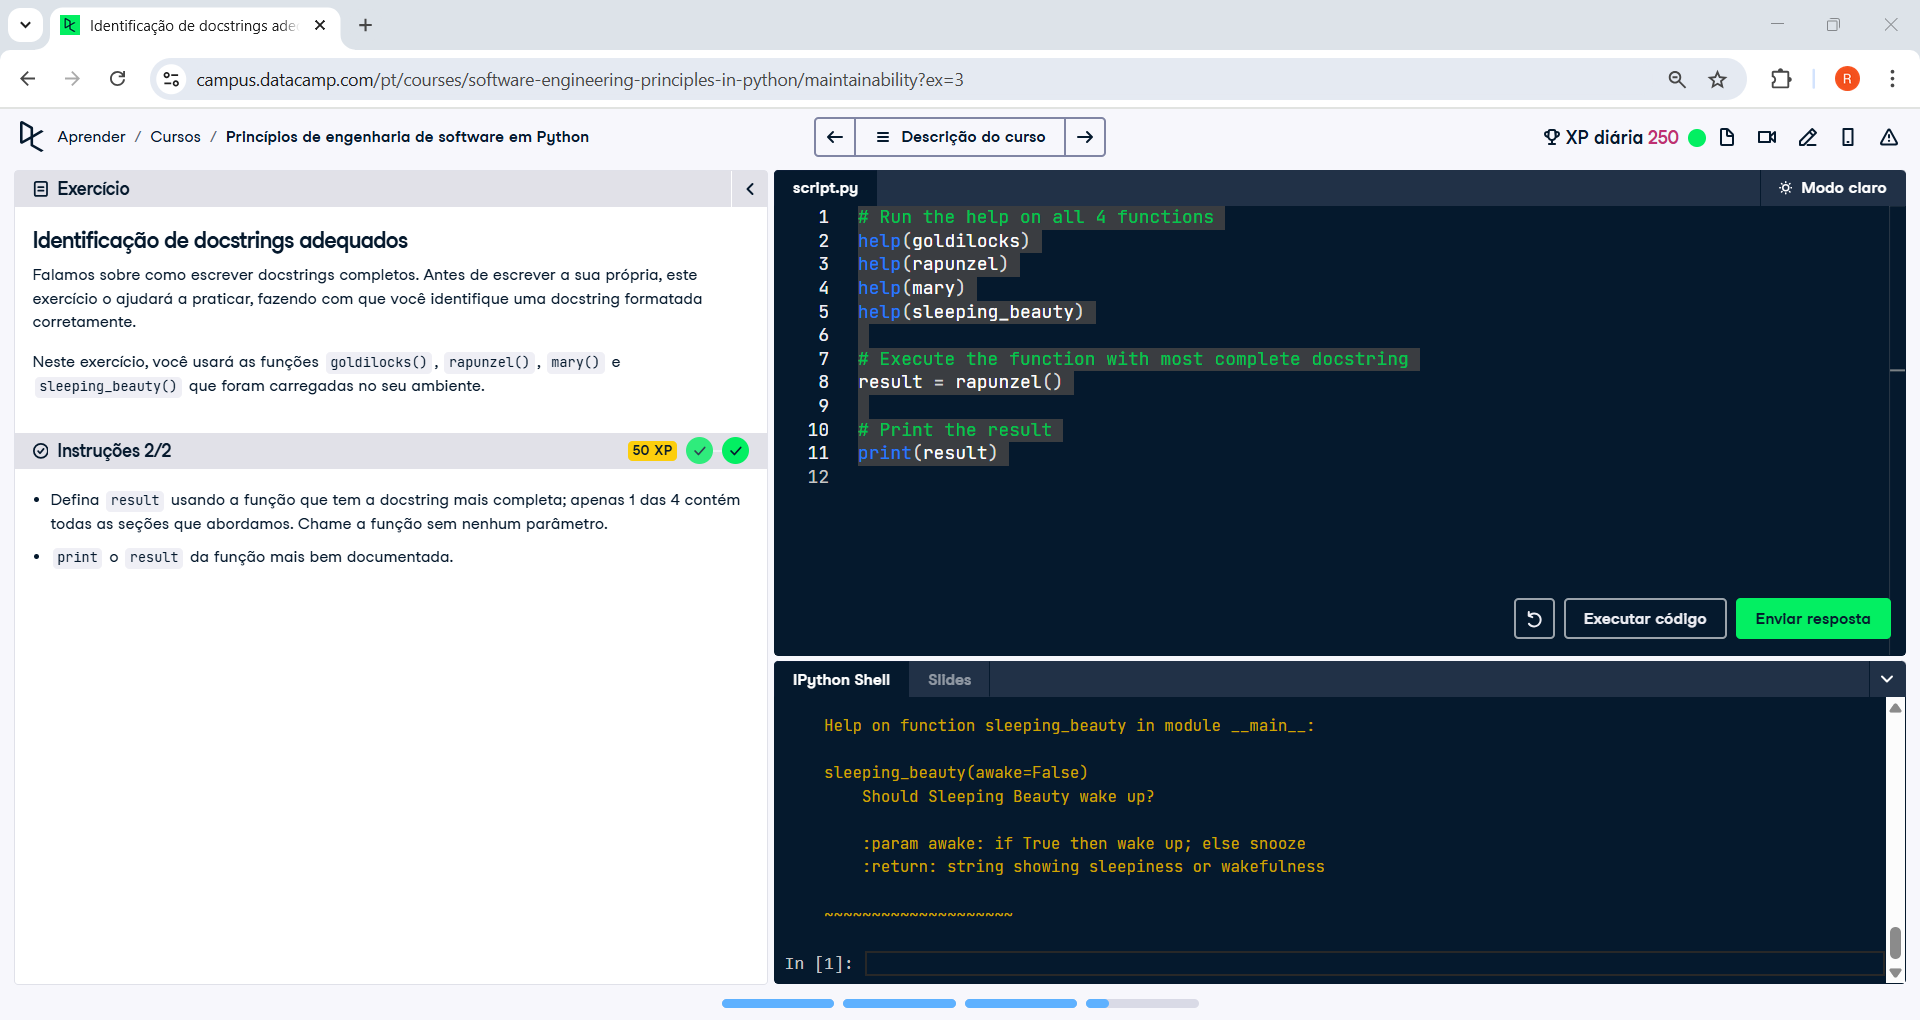 Identificação de docstrings ade
campus.datacamp.com/pt/courses/software-engineering-principles-in-python/maintainability?ex=3
R
Aprender / Cursos / Princípios de engenharia de software em Python
Descrição do curso
XP diária 250
Exercício
Identificação de docstrings adequados
Falamos sobre como escrever docstrings completos. Antes de escrever a sua própria, este
exercício o ajudará a praticar, fazendo com que você identifique uma docstring formatada
corretamente.
Neste exercício, você usará as funções goldilocks(), rapunzel(), mary() e
sleeping_beauty() que foram carregadas no seu ambiente.
Instruções 2/2
50 XP
• Defina result usando a função que tem a docstring mais completa; apenas 1 das 4 contém
todas as seções que abordamos. Chame a função sem nenhum parâmetro.
• print o result da função mais bem documentada.
script.py
Modo claro
1 # Run the help on all 4 functions
2 help(goldilocks)
3 help(rapunzel)
4 help(mary)
5 help(sleeping_beauty)
6
7 # Execute the function with most complete docstring
8 result = rapunzel()
9
10 # Print the result
11 print(result)
12
Executar código
Enviar resposta
IPython Shell
Slides
Help on function sleeping_beauty in module __main__:
sleeping_beauty(awake=False)
Should Sleeping Beauty wake up?
:param awake: if True then wake up; else snooze
:return: string showing sleepiness or wakefulness
~~~~~~~~~~~~~~~~~~~~
In [1]: